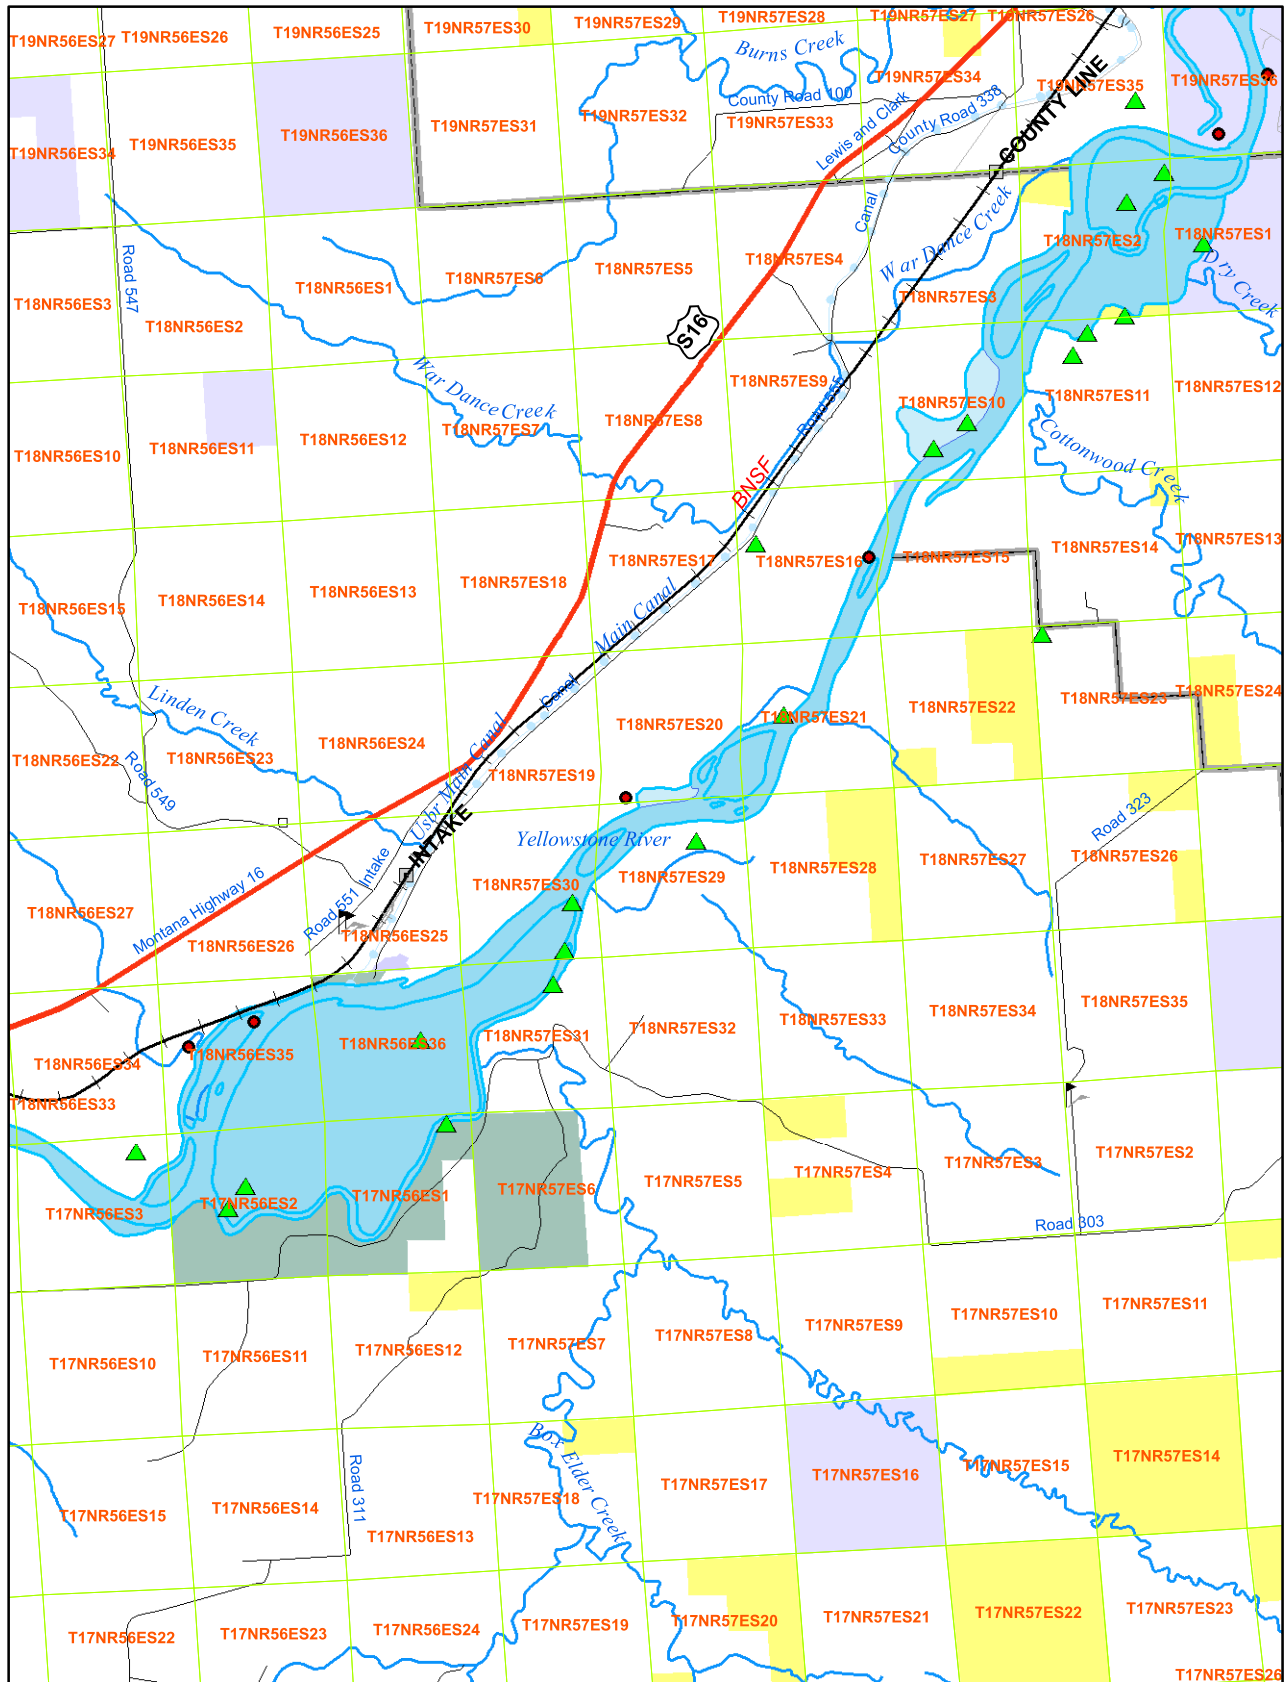 T19NR56ES27
T19NR56ES26
T19NR56ES25
T19NR57ES30
T19NR57ES29
T19NR57ES28
T19NR57ES27
T19NR57ES26
Burns Creek
T19NR57ES34
T19NR57ES35
T19NR57ES36
County Road 100
T19NR56ES34
T19NR56ES35
T19NR56ES36
T19NR57ES31
T19NR57ES32
T19NR57ES33
Lewis and Clark
County Road 338
COUNTY LINE
Road 547
Canal
War Dance Creek
T18NR56ES3
T18NR56ES2
T18NR56ES1
T18NR57ES6
T18NR57ES5
T18NR57ES4
T18NR57ES3
T18NR57ES2
T18NR57ES1
Dry Creek
S16
War Dance Creek
T18NR56ES10
T18NR56ES11
T18NR56ES12
T18NR57ES7
T18NR57ES8
T18NR57ES9
Road 555
T18NR57ES10
T18NR57ES11
T18NR57ES12
Cottonwood Creek
BNSF
T18NR56ES15
T18NR56ES14
T18NR56ES13
T18NR57ES18
T18NR57ES17
T18NR57ES16
T18NR57ES15
T18NR57ES14
T18NR57ES13
Main Canal
Canal
Linden Creek
Usbr Main Canal
T18NR56ES22
T18NR56ES23
T18NR56ES24
T18NR57ES19
T18NR57ES20
T18NR57ES21
T18NR57ES22
T18NR57ES23
T18NR57ES24
Road 549
INTAKE
Yellowstone River
Road 323
T18NR56ES27
Montana Highway 16
T18NR56ES26
Road 551
Intake
T18NR56ES25
T18NR57ES30
T18NR57ES29
T18NR57ES28
T18NR57ES27
T18NR57ES26
T18NR56ES34
T18NR56ES33
T18NR56ES35
T18NR56ES36
T18NR57ES31
T18NR57ES32
T18NR57ES33
T18NR57ES34
T18NR57ES35
T17NR56ES3
T17NR56ES2
T17NR56ES1
T17NR57ES6
T17NR57ES5
T17NR57ES4
T17NR57ES3
T17NR57ES2
Road 303
T17NR56ES10
T17NR56ES11
T17NR56ES12
T17NR57ES7
T17NR57ES8
T17NR57ES9
T17NR57ES10
T17NR57ES11
Box Elder Creek
Road 311
T17NR56ES15
T17NR56ES14
T17NR56ES13
T17NR57ES18
T17NR57ES17
T17NR57ES16
T17NR57ES15
T17NR57ES14
T17NR56ES22
T17NR56ES23
T17NR56ES24
T17NR57ES19
T17NR57ES20
T17NR57ES21
T17NR57ES22
T17NR57ES23
T17NR57ES26